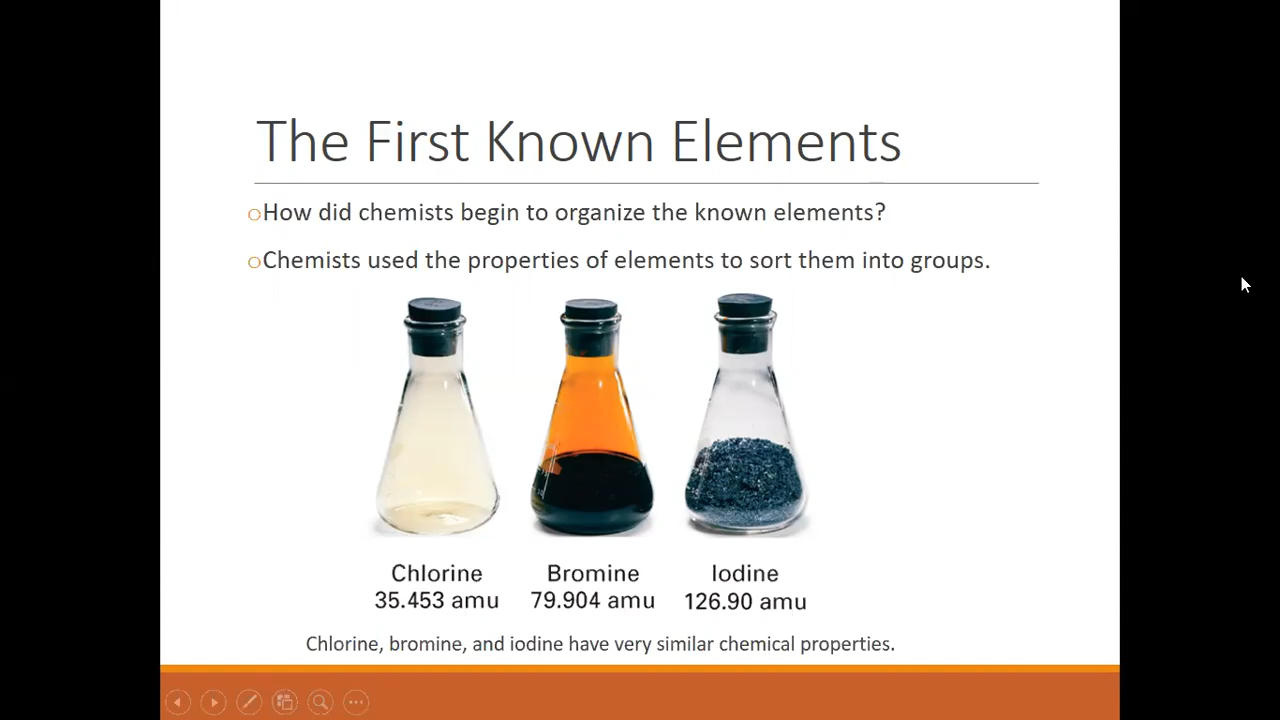 The First Known Elements
How did chemists begin to organize the known elements?
Chemists used the properties of elements to sort them into groups.
Chlorine Bromine Iodine
35.453 amu 79.904 amu 126.90 amu
Chlorine, bromine, and iodine have very similar chemical properties.